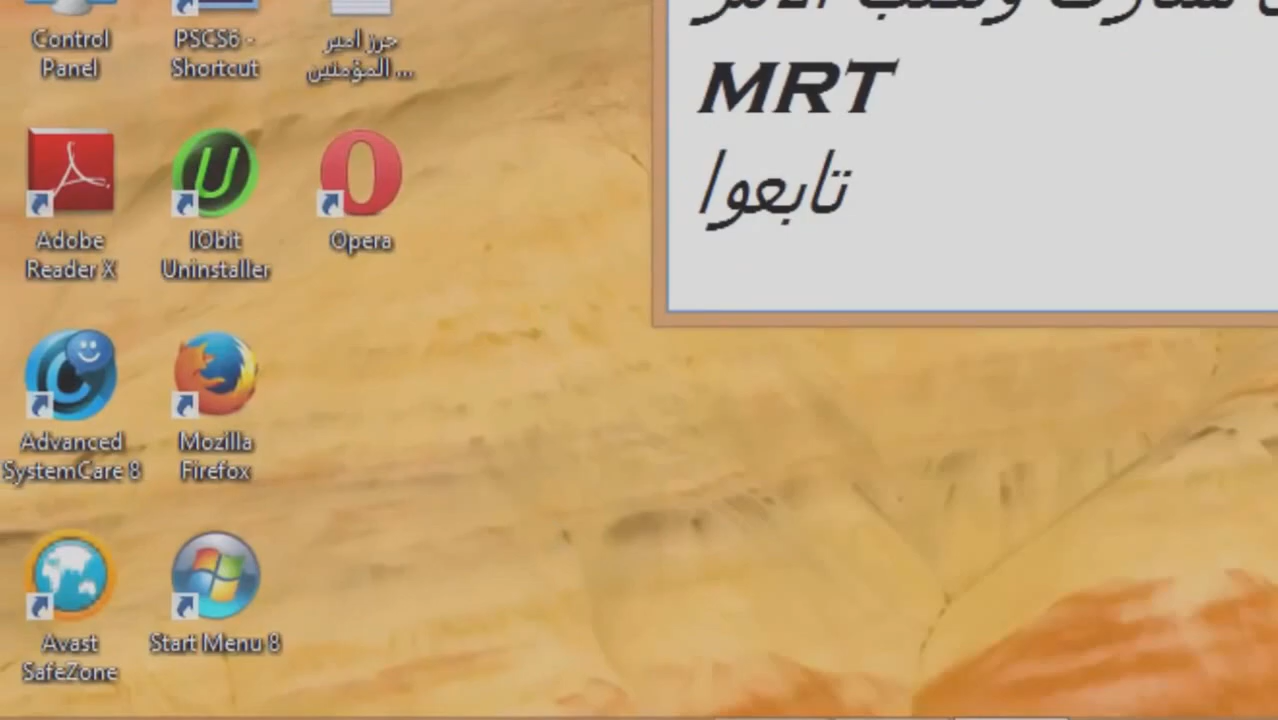 Control
Panel
PSCS6 -
Shortcut
حرز امير
المؤمنين ...
Adobe
Reader X
IObit
Uninstaller
Opera
Advanced
SystemCare 8
Mozilla
Firefox
Avast
SafeZone
Start Menu 8
الامر
MRT
تابعوا